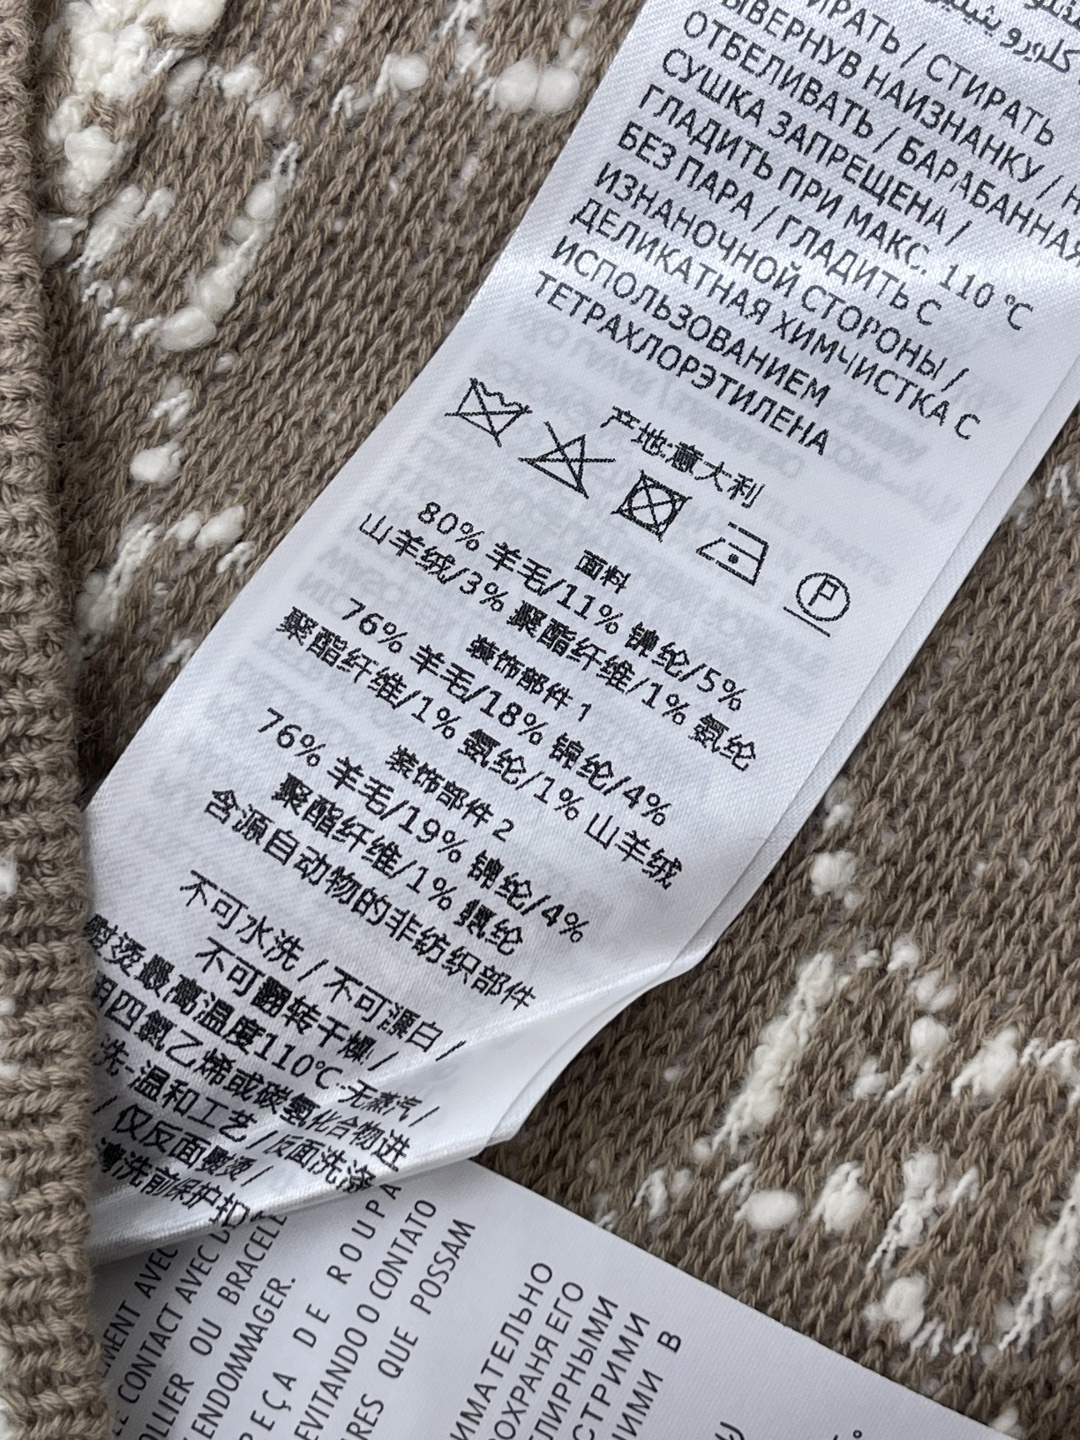 СТИРАТЬ
ВЫВЕРНУВ НАИЗНАНКУ /
ОТБЕЛИВАТЬ / БАРАБАННАЯ
СУШКА ЗАПРЕЩЕНА /
ГЛАДИТЬ ПРИ МАКС. 110 °C
БЕЗ ПАРА / ГЛАДИТЬ С
ИЗНАНОЧНОЙ СТОРОНЫ /
ДЕЛИКАТНАЯ ХИМЧИСТКА С
ИСПОЛЬЗОВАНИЕМ
ТЕТРАХЛОРЭТИЛЕНА
产地:意大利
P
面料
80% 羊毛/11% 锦纶/5%
山羊绒/3% 聚酯纤维/1% 氨纶
装饰部件 1
76% 羊毛/18% 锦纶/4%
聚酯纤维/1% 氨纶/1% 山羊绒
装饰部件 2
76% 羊毛/19% 锦纶/4%
聚酯纤维/1% 氨纶
含源自动物的非纺织部件
不可水洗 / 不可漂白 /
不可翻转干燥 /
熨烫最高温度110℃-无蒸汽 /
四氯乙烯或碳氢化合物进
洗-温和工艺 / 反面洗涤
/ 仅反面熨烫 /
清洗前保护扣
AVEC
CONTACT AVEC
OU BRACELE
ENDOMMAGER.
PEÇA DE ROUPA
EVITANDO O CONTATO
QUE POSSAM
В